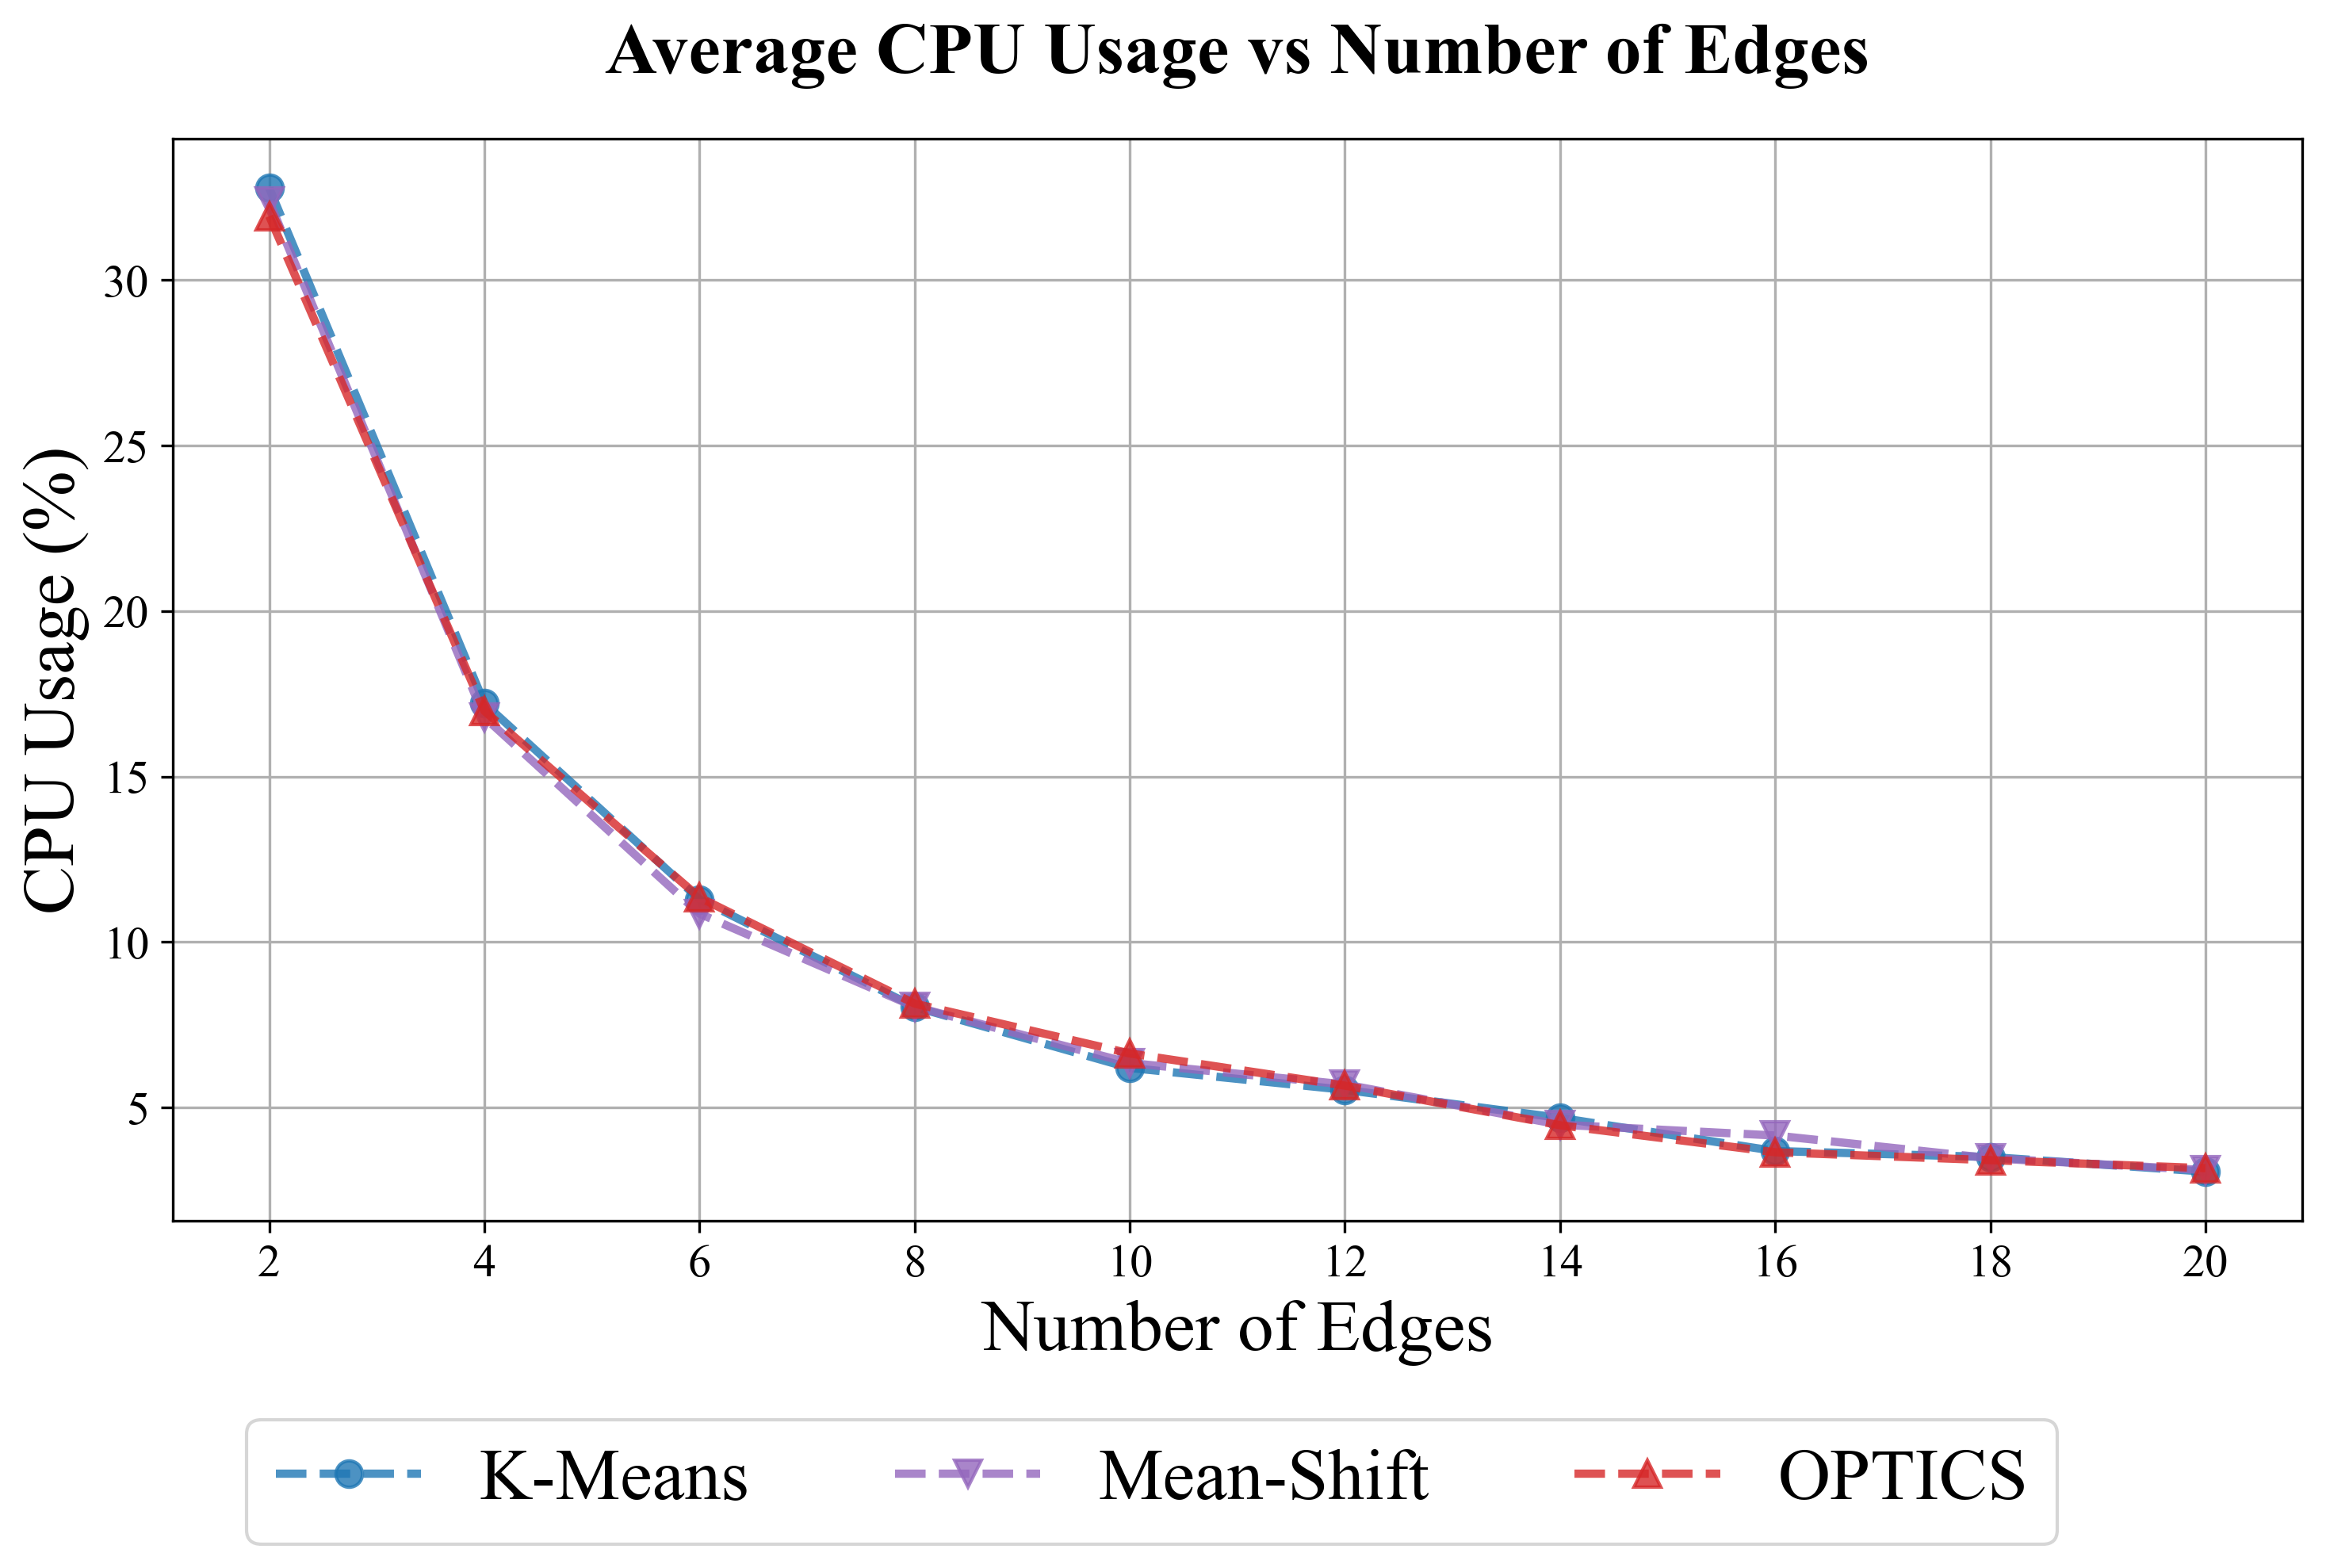 Average CPU Usage vs Number of Edges
CPU Usage (%)
30
25
20
15
10
5
2 4 6 8 10 12 14 16 18 20
Number of Edges
K-Means Mean-Shift OPTICS